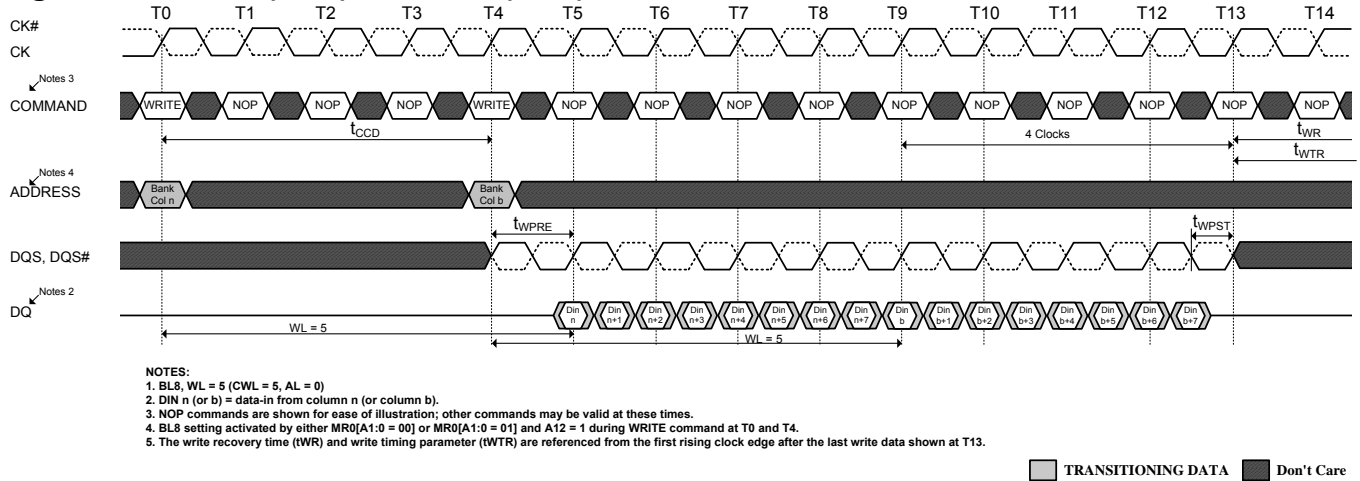 T0 T1 T2 T3 T4 T5 T6 T7 T8 T9 T10 T11 T12 T13 T14
CK#
CK
Notes 3
COMMAND
WRITE NOP NOP NOP WRITE NOP NOP NOP NOP NOP NOP NOP NOP NOP NOP
tCCD
4 Clocks
tWR
tWTR
Notes 4
ADDRESS
Bank Col n
Bank Col b
tWPRE
tWPST
DQS, DQS#
Notes 2
DQ
Din n Din n+1 Din n+2 Din n+3 Din n+4 Din n+5 Din n+6 Din n+7 Din b Din b+1 Din b+2 Din b+3 Din b+4 Din b+5 Din b+6 Din b+7
WL = 5
WL = 5
NOTES:
1. BL8, WL = 5 (CWL = 5, AL = 0)
2. DIN n (or b) = data-in from column n (or column b).
3. NOP commands are shown for ease of illustration; other commands may be valid at these times.
4. BL8 setting activated by either MR0[A1:0 = 00] or MR0[A1:0 = 01] and A12 = 1 during WRITE command at T0 and T4.
5. The write recovery time (tWR) and write timing parameter (tWTR) are referenced from the first rising clock edge after the last write data shown at T13.
TRANSITIONING DATA Don't Care